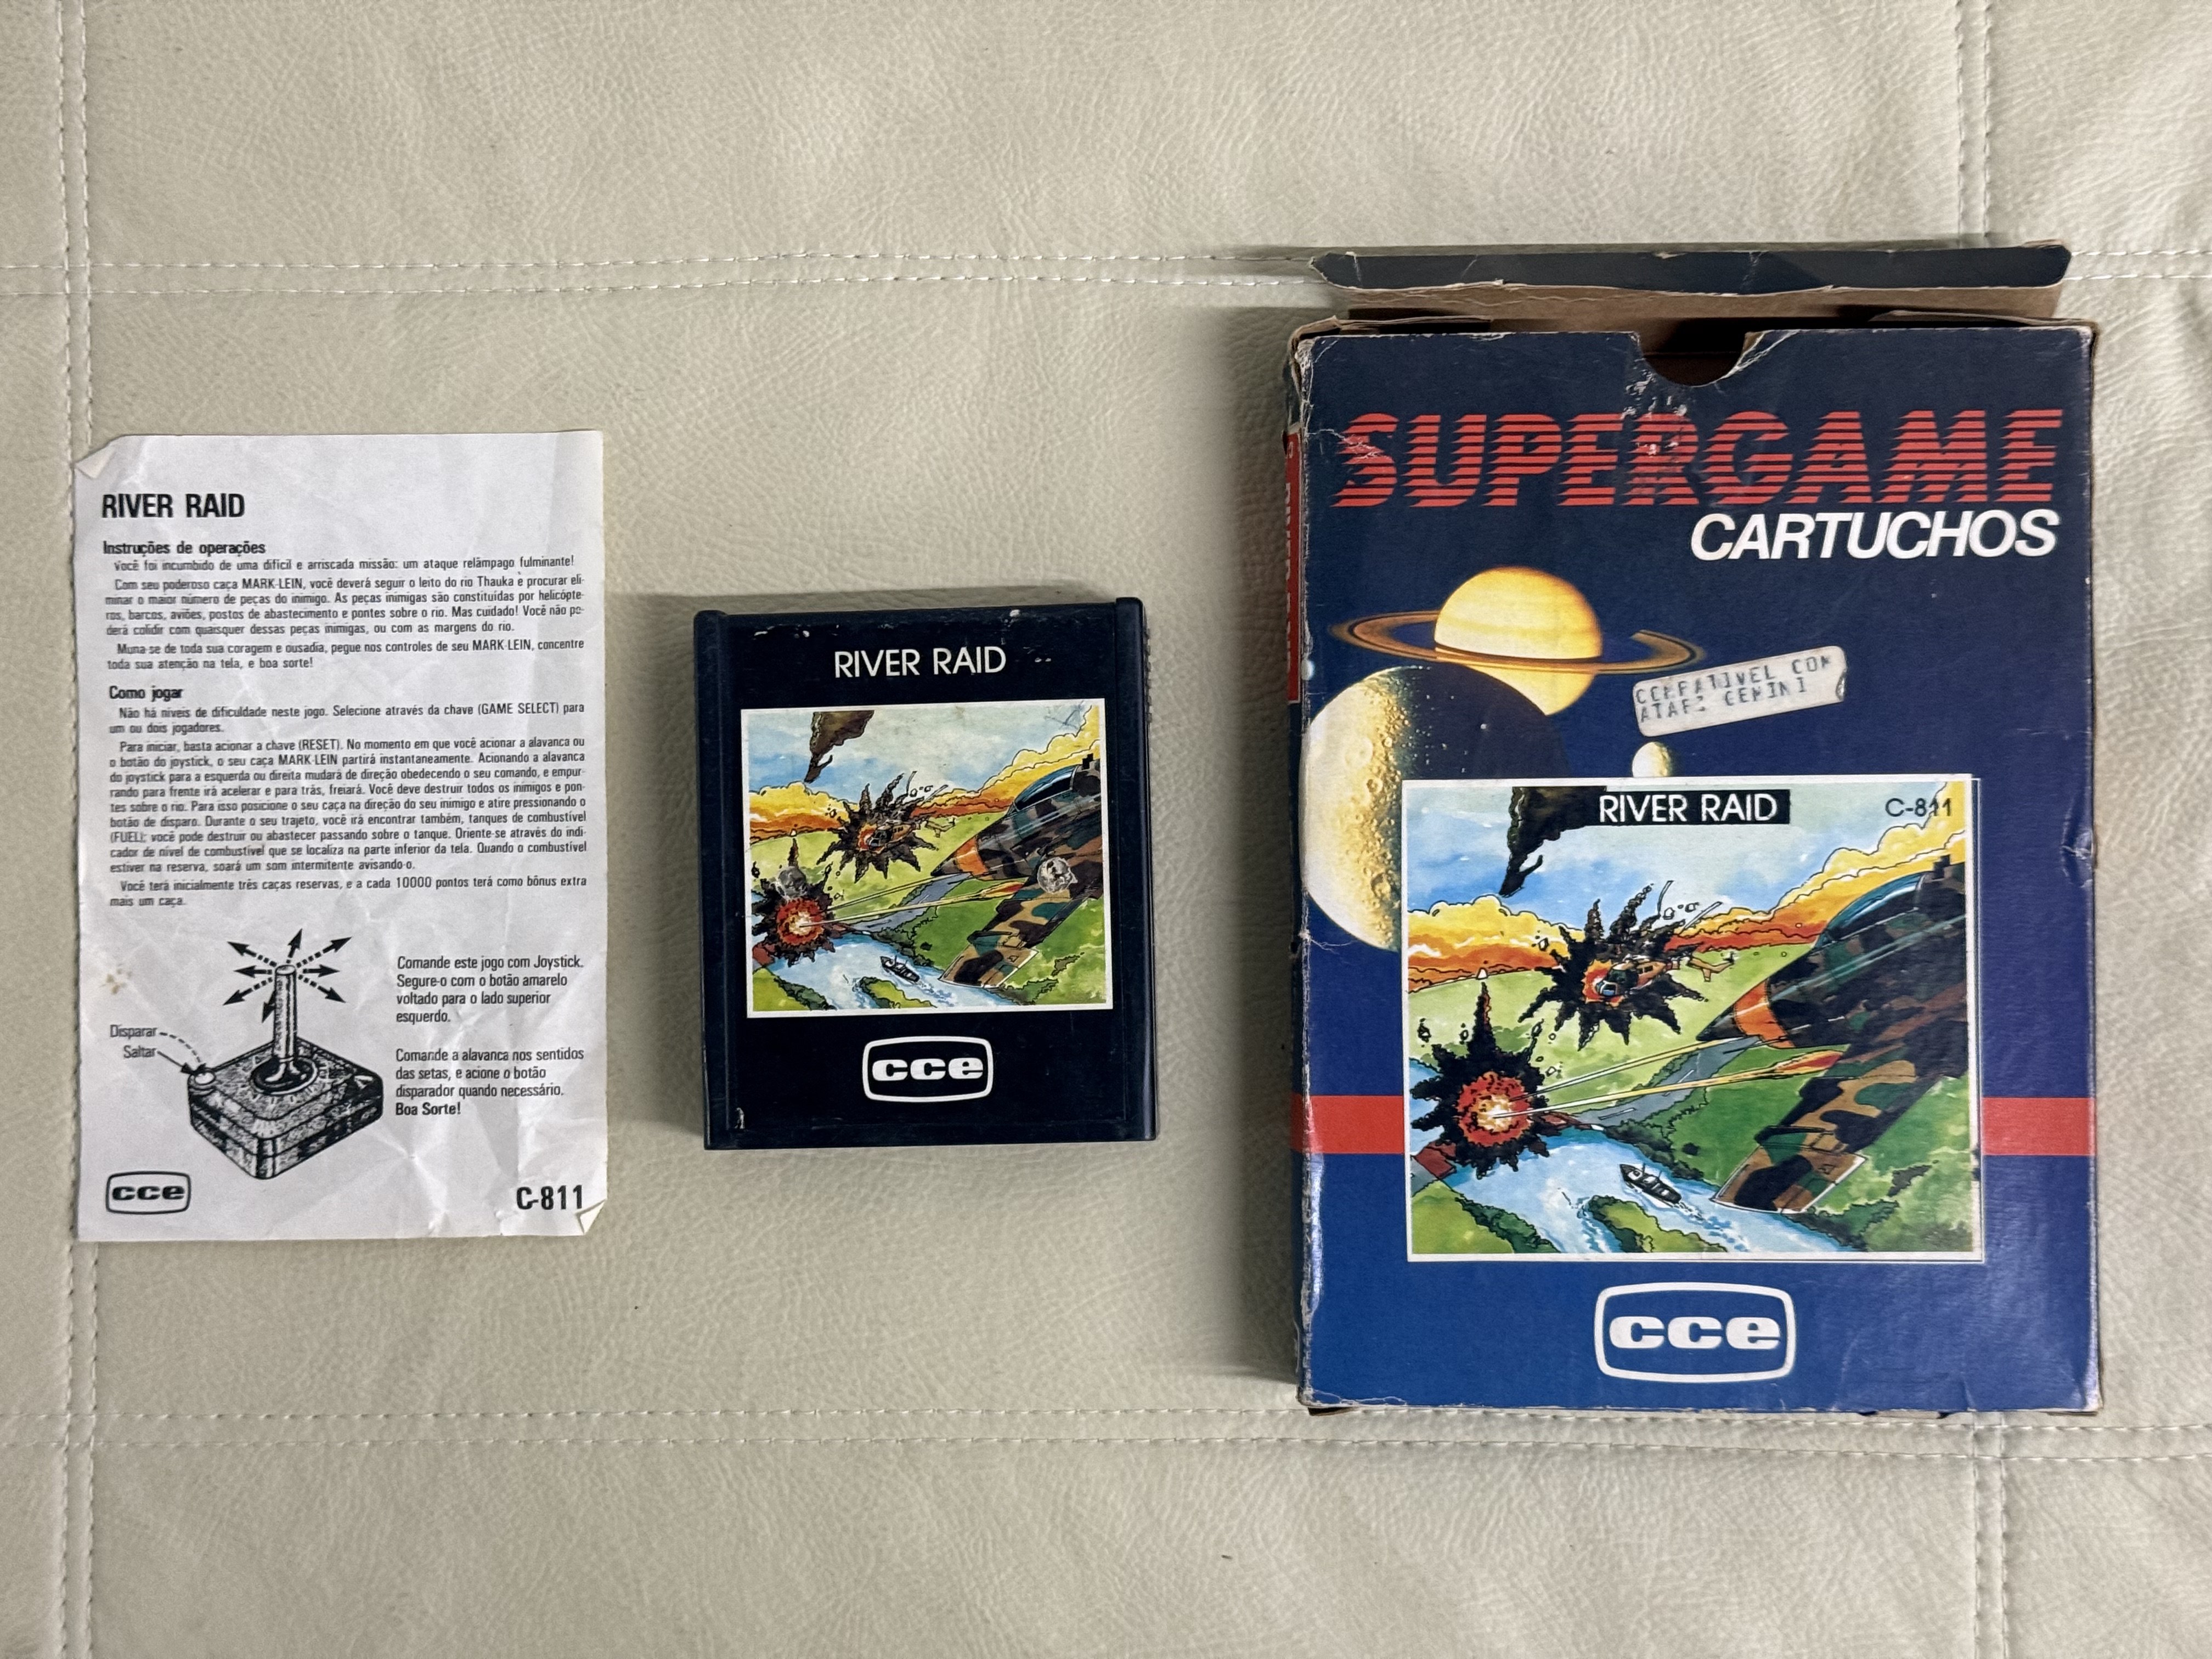 RIVER RAID
Instruções de operações
Você foi incumbido de uma difícil e arriscada missão: um ataque relâmpago fulminante!
Com seu poderoso caça MARK-LEIN, você deverá seguir o leito do rio Thauka e procurar eli-
minar o maior número de peças do inimigo. As peças inimigas são constituídas por helicópte-
ros, barcos, aviões, postos de abastecimento e pontes sobre o rio. Mas cuidado! Você não po-
derá colidir com quaisquer dessas peças inimigas, ou com as margens do rio.
Muna-se de toda sua coragem e ousadia, pegue nos controles de seu MARK-LEIN, concentre
toda sua atenção na tela, e boa sorte!
Como jogar
Não há níveis de dificuldade neste jogo. Selecione através da chave (GAME SELECT) para
um ou dois jogadores.
Para iniciar, basta acionar a chave (RESET). No momento em que você acionar a alavanca ou
o botão do joystick, o seu caça MARK-LEIN partirá instantaneamente. Acionando a alavanca
do joystick para a esquerda ou direita mudará de direção obedecendo o seu comando, e empur-
rando para frente irá acelerar e para trás, freiará. Você deve destruir todos os inimigos e pon-
tes sobre o rio. Para isso posicione o seu caça na direção do seu inimigo e atire pressionando o
botão de disparo. Durante o seu trajeto, você irá encontrar também, tanques de combustível
(FUEL); você pode destruir ou abastecer passando sobre o tanque. Oriente-se através do indi-
cador de nível de combustível que se localiza na parte inferior da tela. Quando o combustível
estiver na reserva, soará um som intermitente avisando-o.
Você terá inicialmente três caças reservas, e a cada 10000 pontos terá como bônus extra
mais um caça.
Comande este jogo com Joystick.
Segure-o com o botão amarelo
voltado para o lado superior
esquerdo.
Disparar
Saltar
Comande a alavanca nos sentidos
das setas, e acione o botão
disparador quando necessário.
Boa Sorte!
cce
C-811
RIVER RAID
cce
SUPERGAME
CARTUCHOS
COMPATIVEL COM
ATARI GEMINI
RIVER RAID
C-811
cce